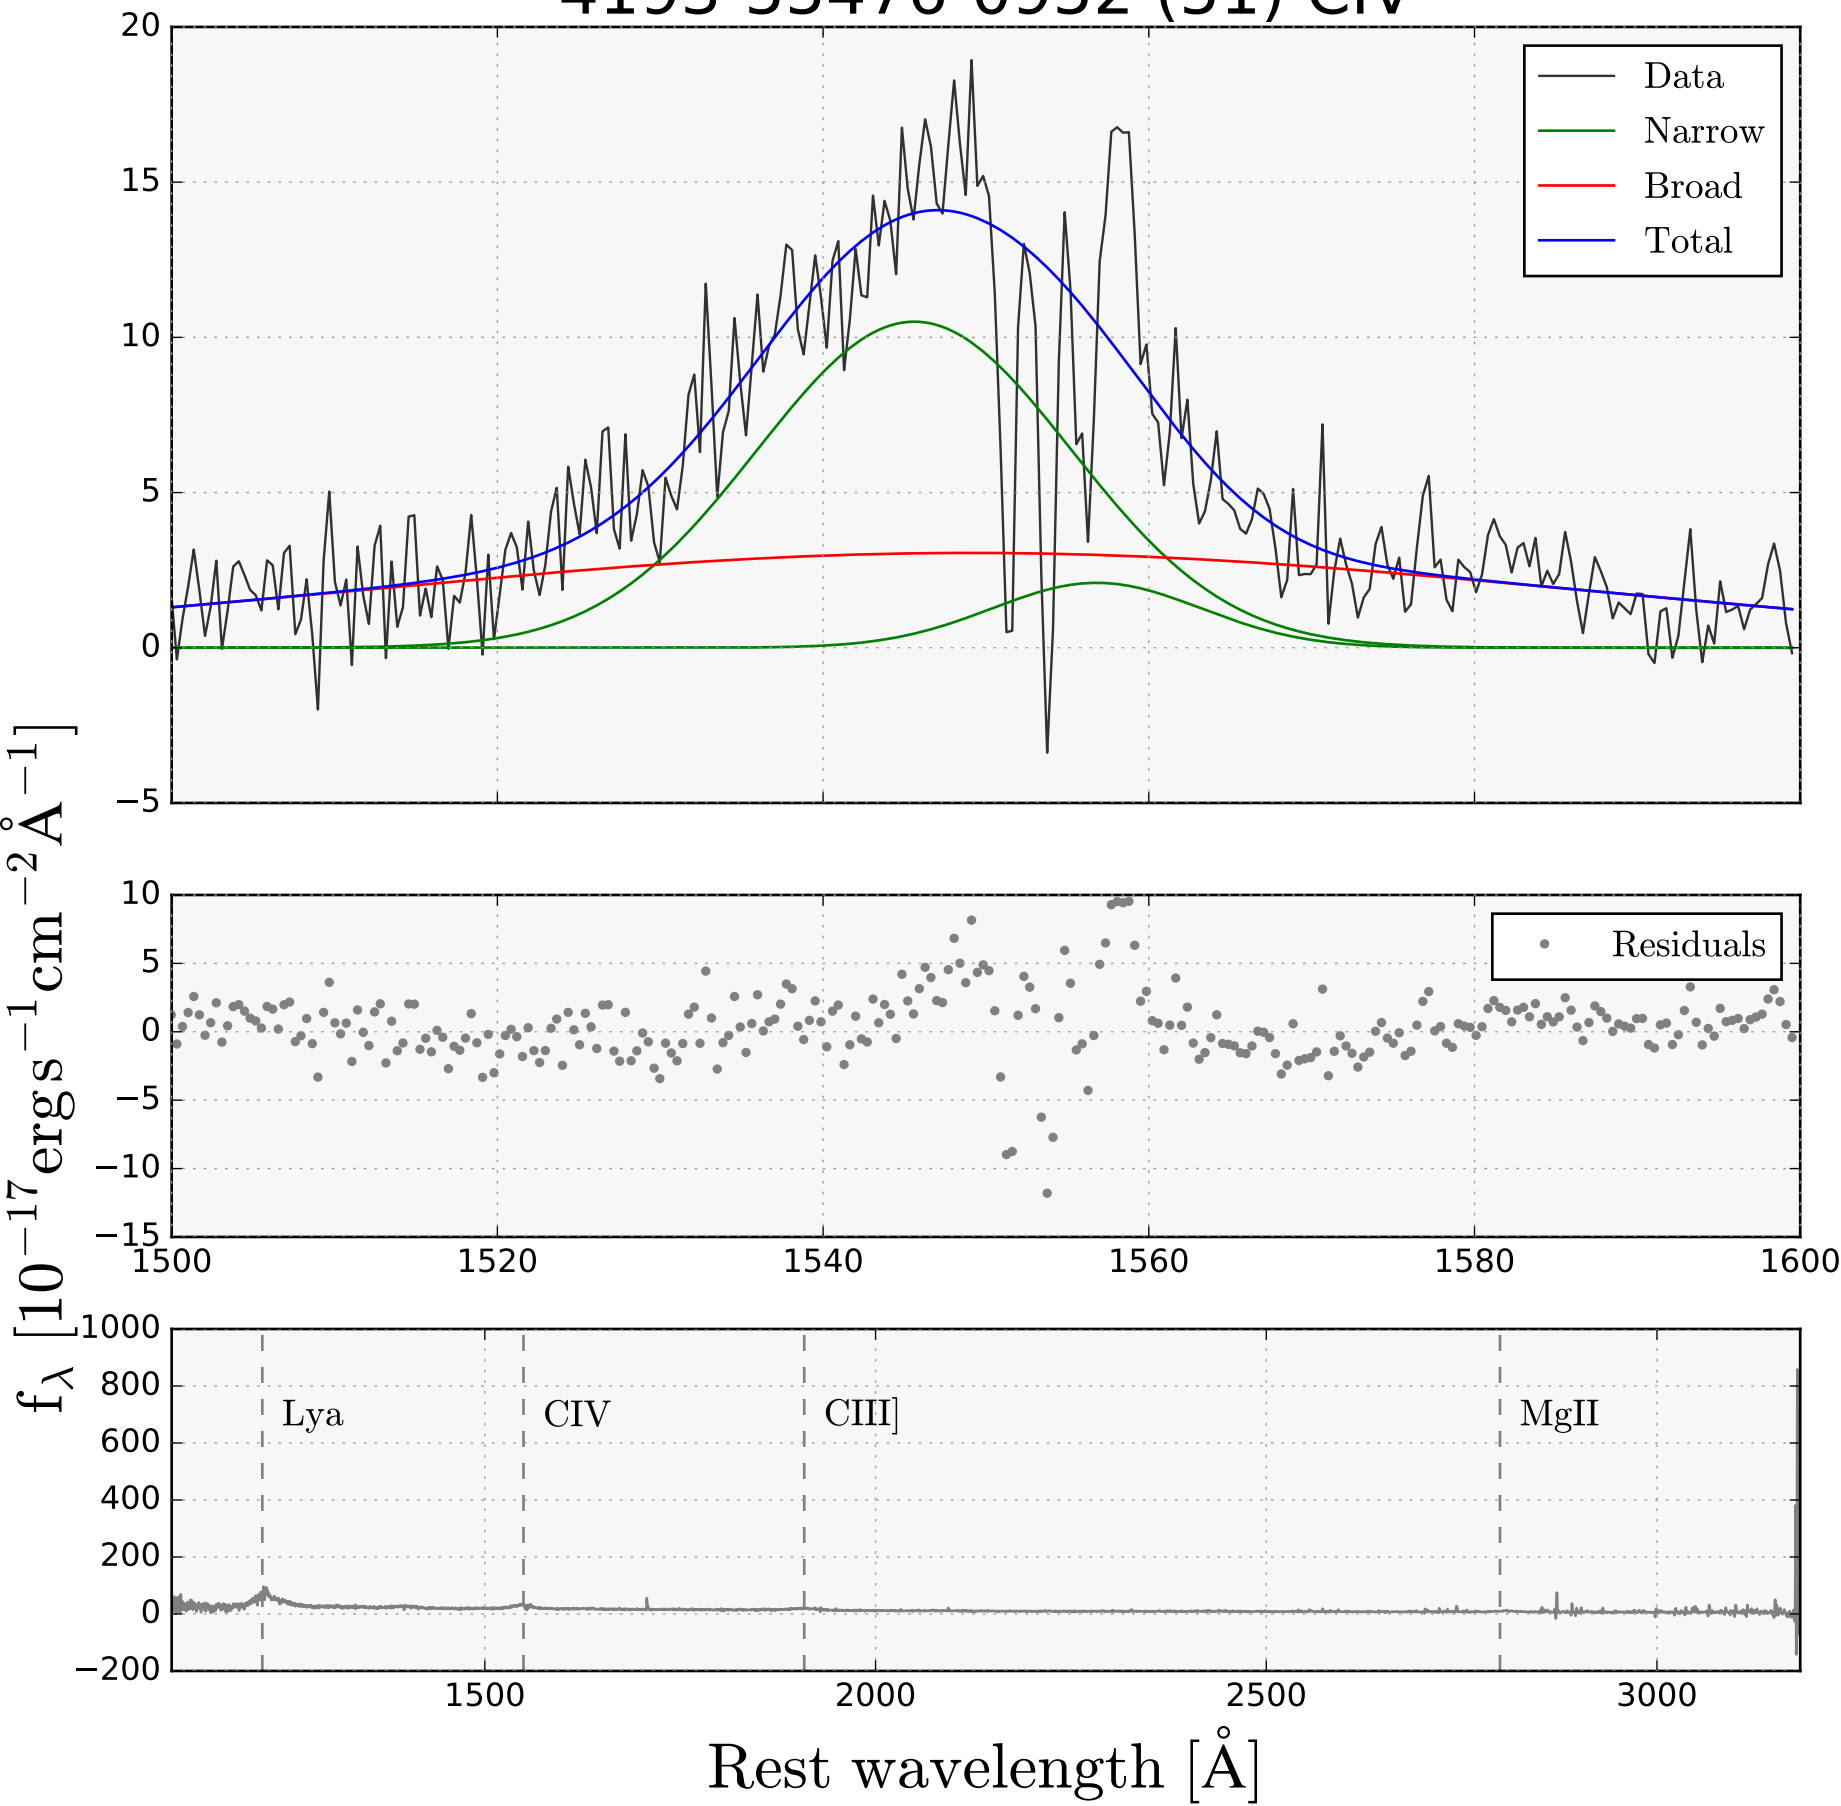 20
15
10
5
0
−5
Data
Narrow
Broad
Total
10
5
0
−5
−10
−15
Residuals
1500 1520 1540 1560 1580 1600
1000
800
600
400
200
0
−200
Lya CIV CIII] MgII
1500 2000 2500 3000
Rest wavelength [Å]
f_λ [10^−17 erg s^−1 cm^−2 Å^−1]